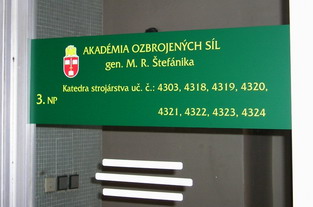 AKADÉMIA OZBROJENÝCH SÍL
gen. M. R. Štefánika
Katedra strojárstva uč. č.: 4303, 4318, 4319, 4320,
3. NP
4321, 4322, 4323, 4324